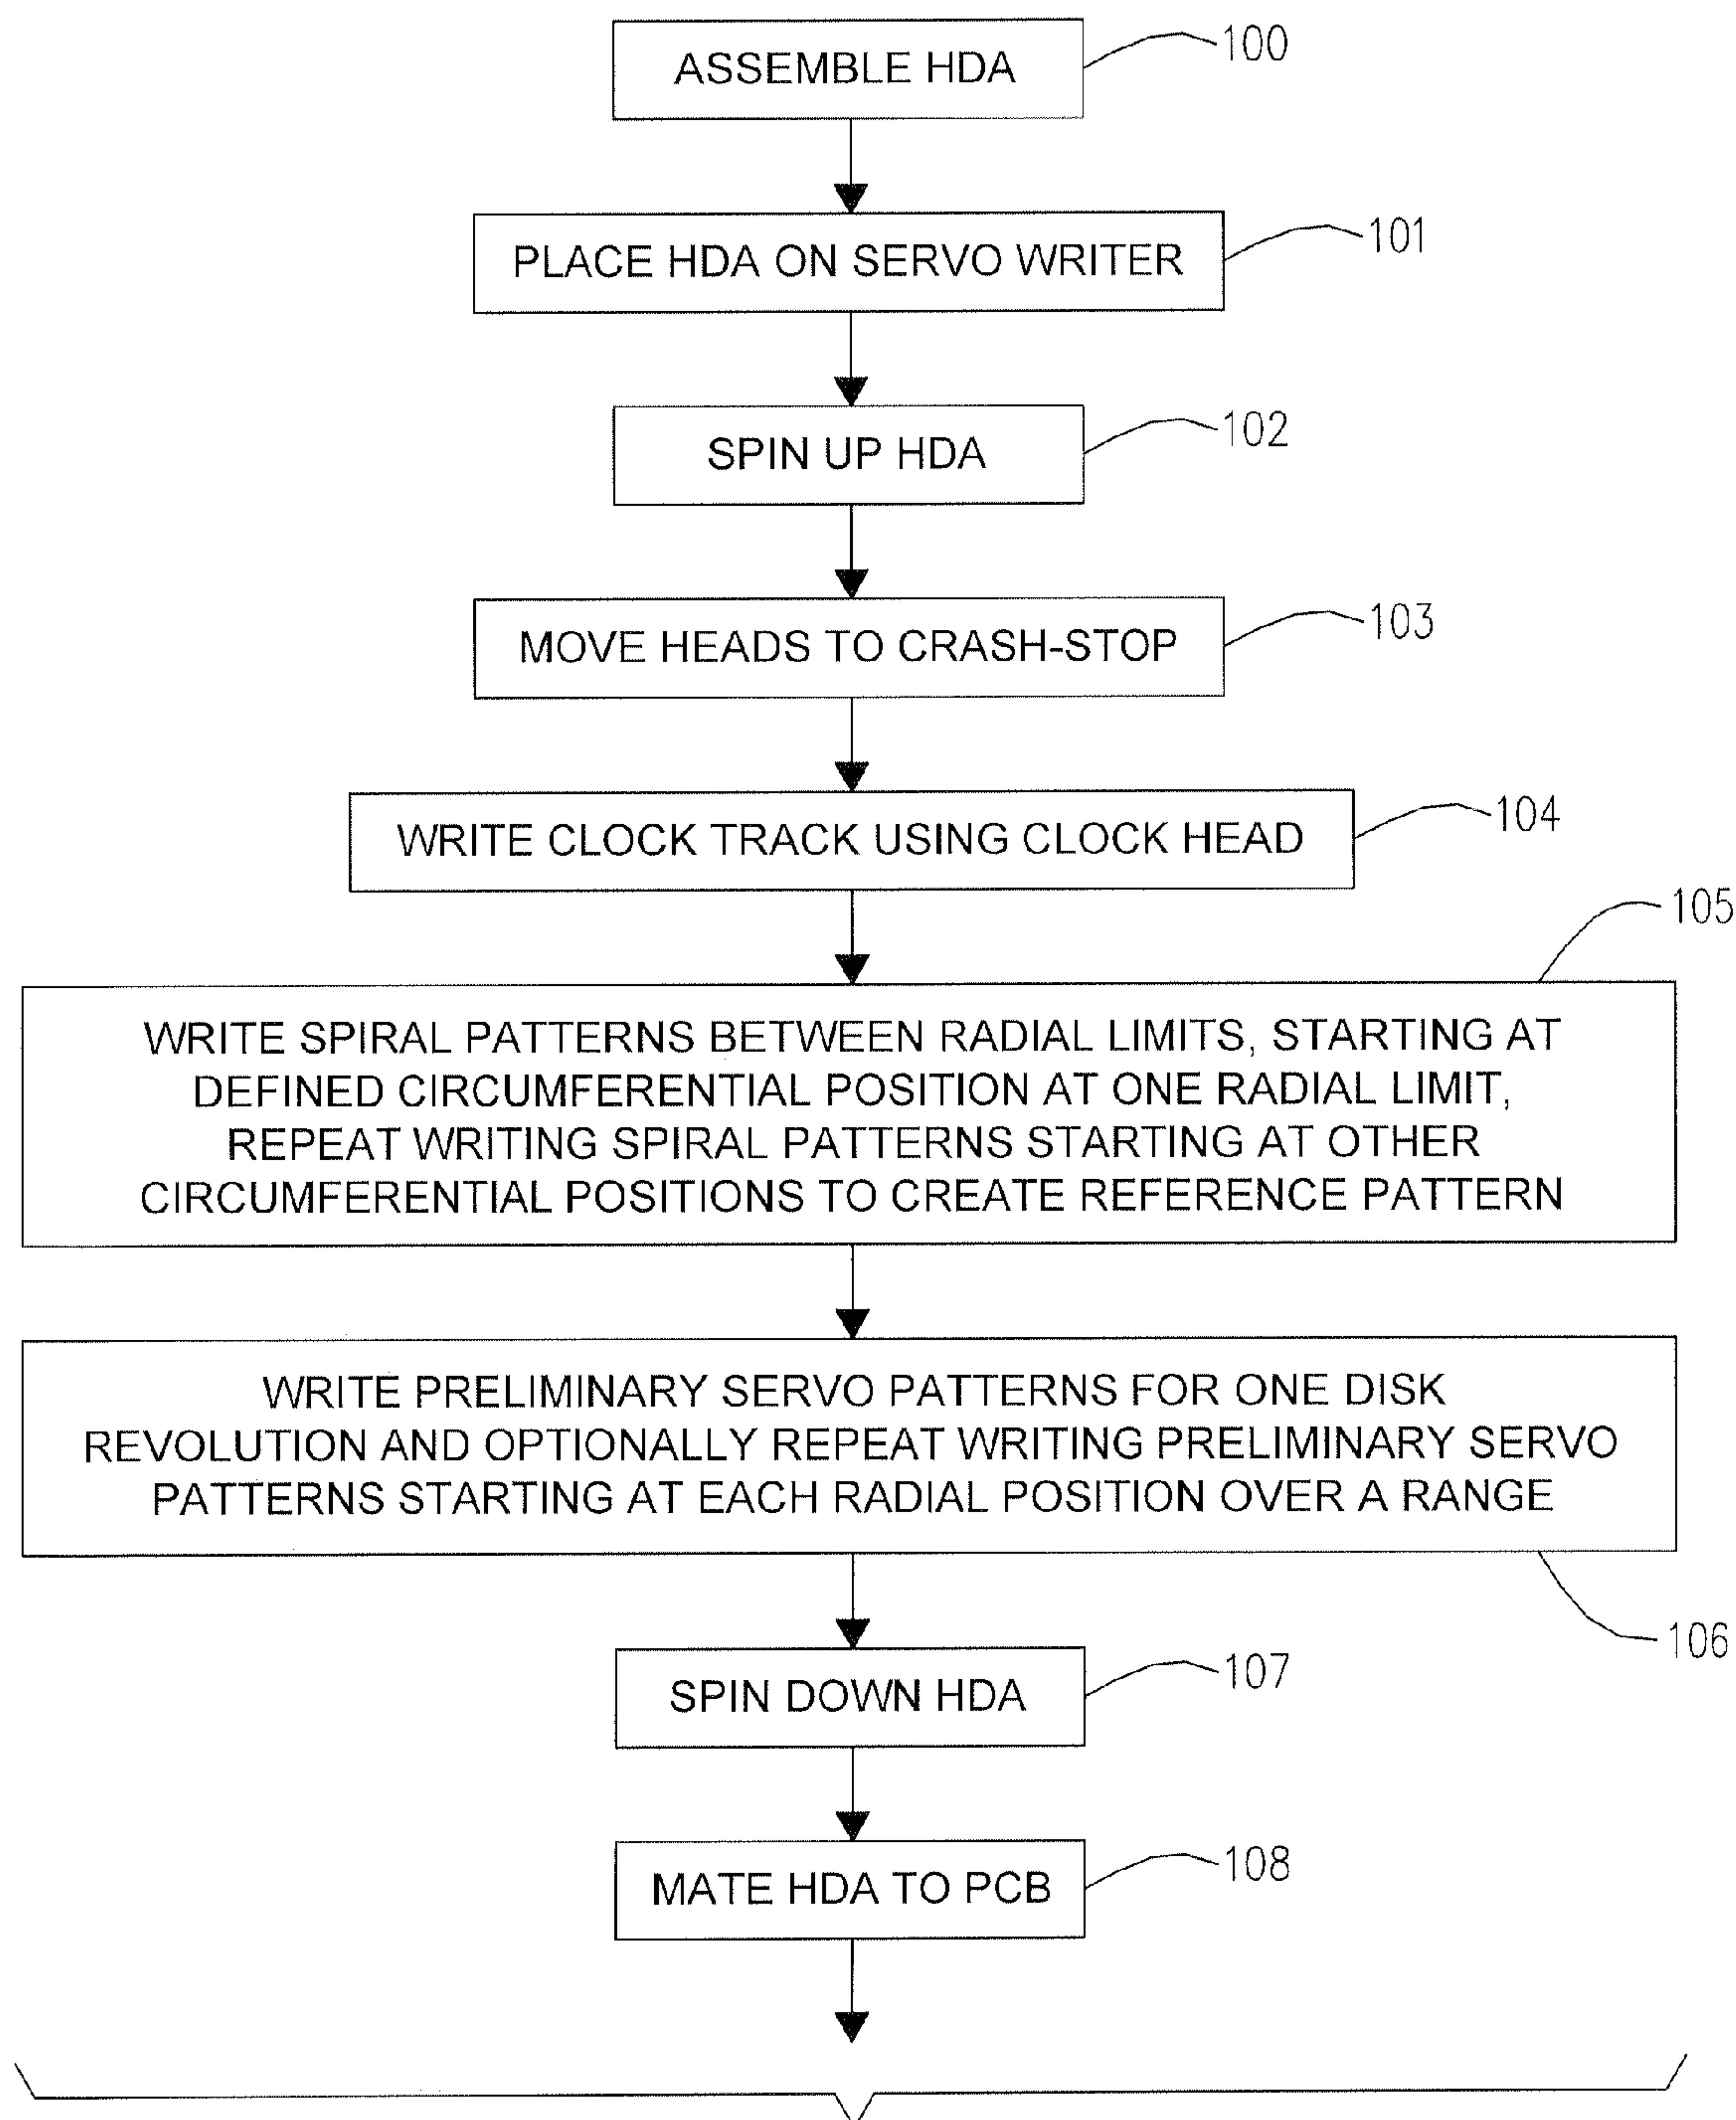 ASSEMBLE HDA
100
PLACE HDA ON SERVO WRITER
101
SPIN UP HDA
102
MOVE HEADS TO CRASH-STOP
103
WRITE CLOCK TRACK USING CLOCK HEAD
104
105
WRITE SPIRAL PATTERNS BETWEEN RADIAL LIMITS, STARTING AT
DEFINED CIRCUMFERENTIAL POSITION AT ONE RADIAL LIMIT,
REPEAT WRITING SPIRAL PATTERNS STARTING AT OTHER
CIRCUMFERENTIAL POSITIONS TO CREATE REFERENCE PATTERN
WRITE PRELIMINARY SERVO PATTERNS FOR ONE DISK
REVOLUTION AND OPTIONALLY REPEAT WRITING PRELIMINARY SERVO
PATTERNS STARTING AT EACH RADIAL POSITION OVER A RANGE
106
SPIN DOWN HDA
107
MATE HDA TO PCB
108